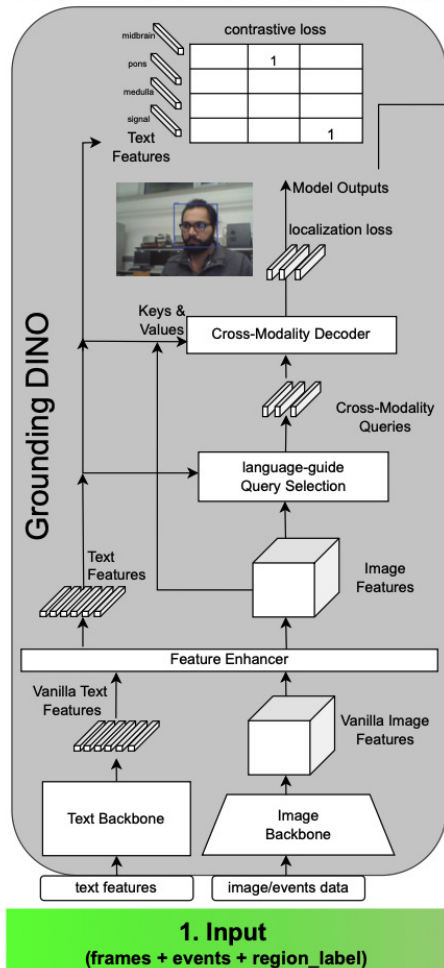 contrastive loss
midbrain
pons
medulla
signal
1
1
Text
Features
Model Outputs
localization loss
Keys &
Values
Cross-Modality Decoder
Cross-Modality
Queries
language-guide
Query Selection
Grounding DINO
Text
Features
Image
Features
Feature Enhancer
Vanilla Text
Features
Vanilla Image
Features
Text Backbone
Image
Backbone
text features
image/events data
1. Input
(frames + events + region_label)